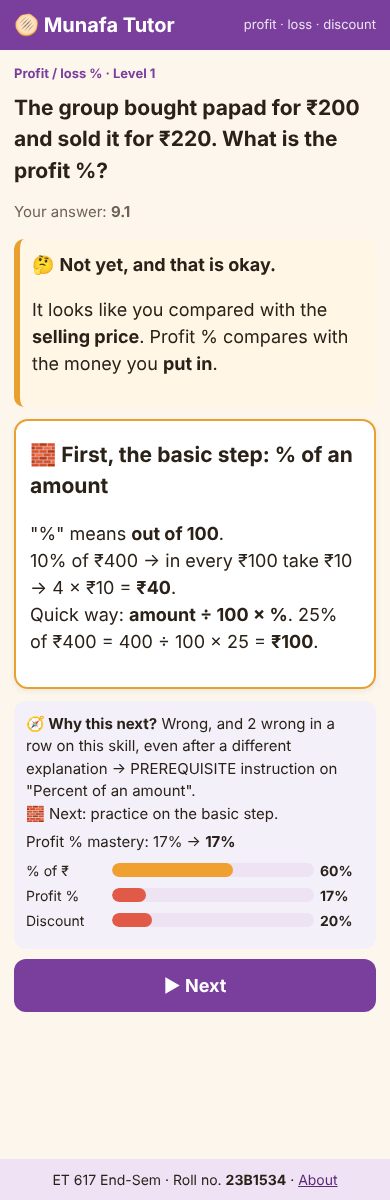 Munafa Tutor
profit · loss · discount
Profit / loss % · Level 1
The group bought papad for ₹200
and sold it for ₹220. What is the
profit %?
Your answer: 9.1
🤔 Not yet, and that is okay.
It looks like you compared with the
selling price. Profit % compares with
the money you put in.
🧱 First, the basic step: % of an
amount
"%" means out of 100.
10% of ₹400 → in every ₹100 take ₹10
→ 4 × ₹10 = ₹40.
Quick way: amount ÷ 100 × %. 25%
of ₹400 = 400 ÷ 100 × 25 = ₹100.
🧭 Why this next? Wrong, and 2 wrong in a
row on this skill, even after a different
explanation → PREREQUISITE instruction on
"Percent of an amount".
🧱 Next: practice on the basic step.
Profit % mastery: 17% → 17%
% of ₹ 60%
Profit % 17%
Discount 20%
▶ Next
ET 617 End-Sem · Roll no. 23B1534 · About